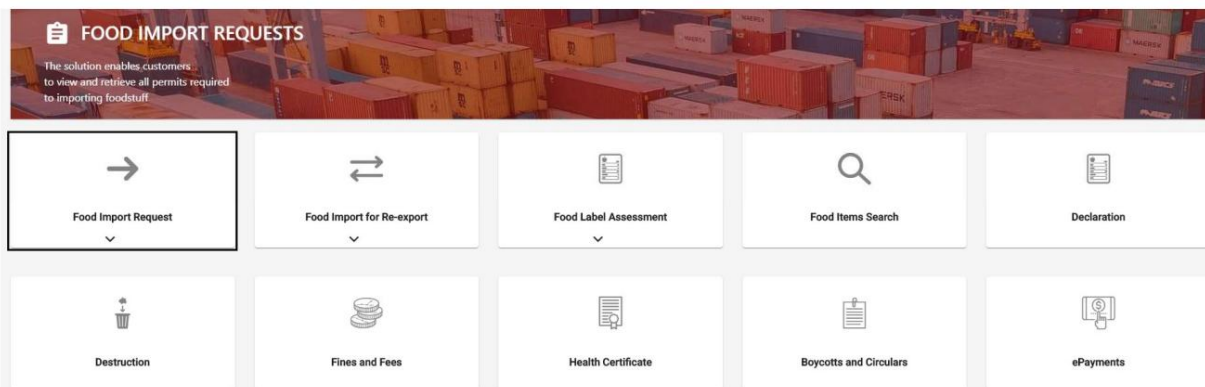 FOOD IMPORT REQUESTS
The solution enables customers
to view and retrieve all permits required
to importing foodstuff
MAERSK
MAERSK
Food Import Request
Food Import for Re-export
Food Label Assessment
Food Items Search
Declaration
Destruction
Fines and Fees
Health Certificate
Boycotts and Circulars
ePayments